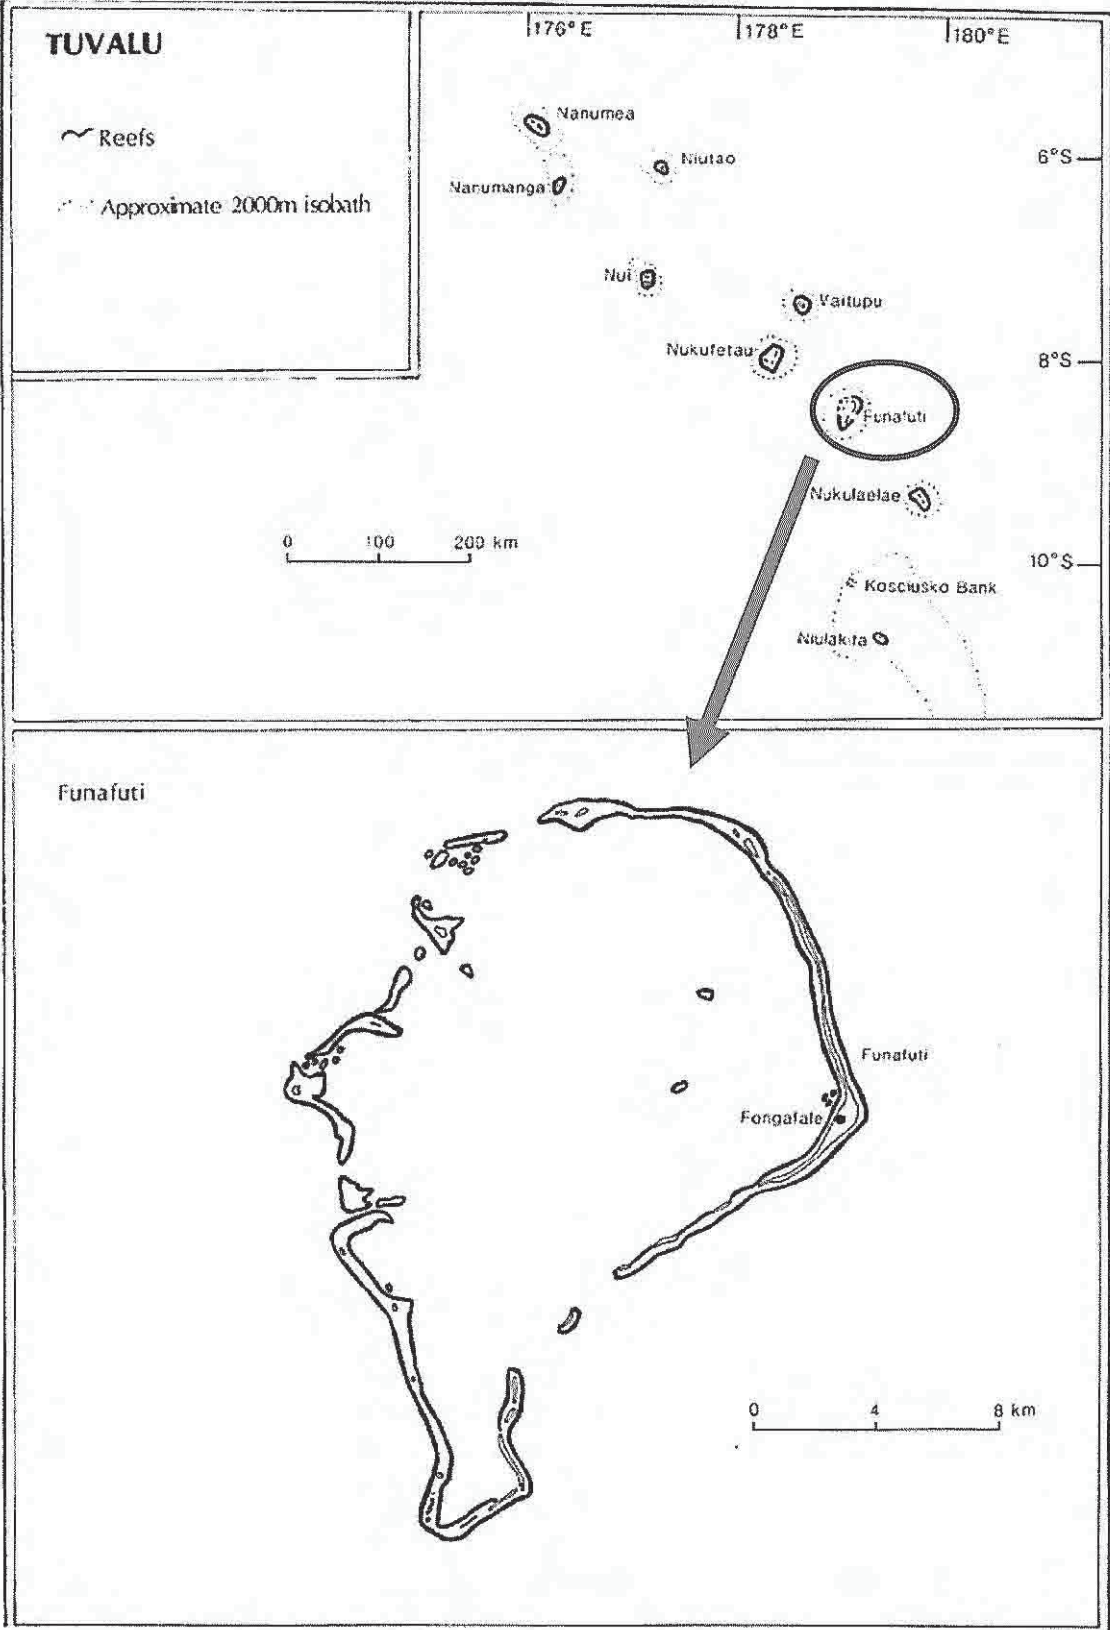 TUVALU
Reefs
Approximate 2000m isobath
176°E
178°E
180°E
Nanumea
Niutao
6°S
Nanumanga
Nui
Vaitupu
Nukufetau
8°S
Funafuti
Nukulaelae
0 100 200 km
10°S
Kosciusko Bank
Niulakita
Funafuti
Funafuti
Fongafale
0 4 8 km